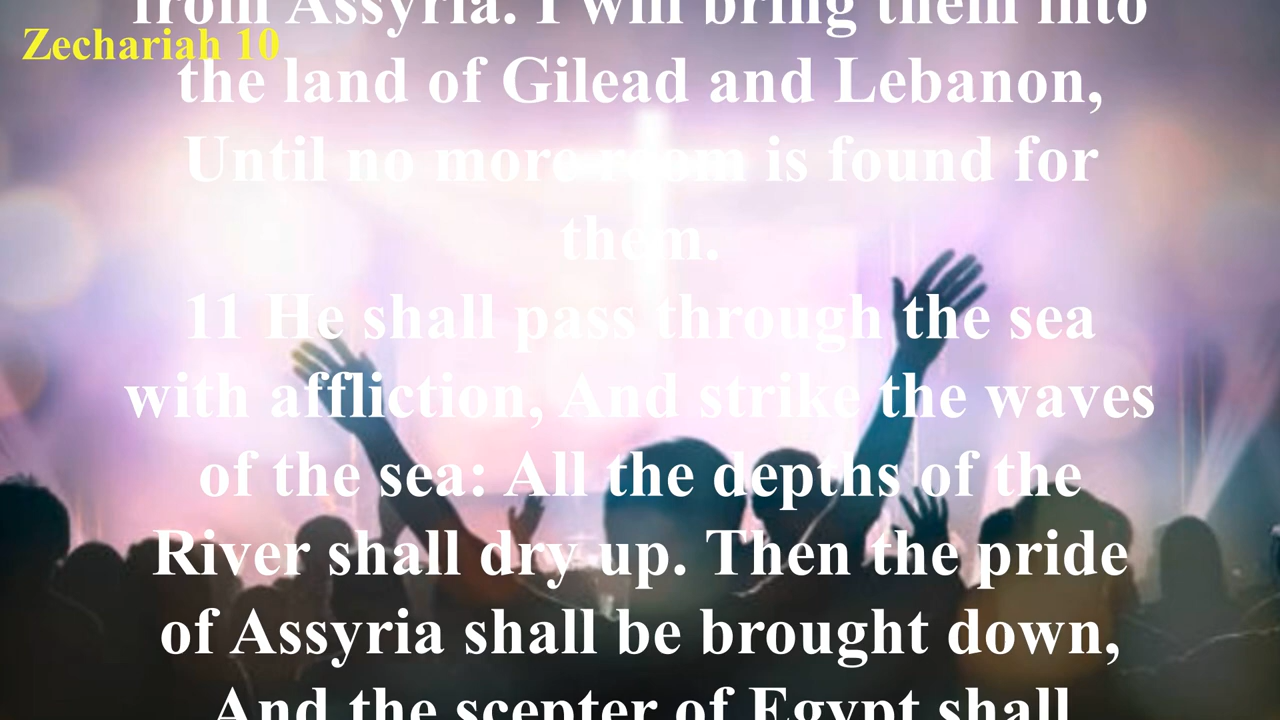 from Assyria. I will bring them into
Zechariah 10
the land of Gilead and Lebanon,
Until no more room is found for
them.
11 He shall pass through the sea
with affliction, And strike the waves
of the sea: All the depths of the
River shall dry up. Then the pride
of Assyria shall be brought down,
And the scepter of Egypt shall